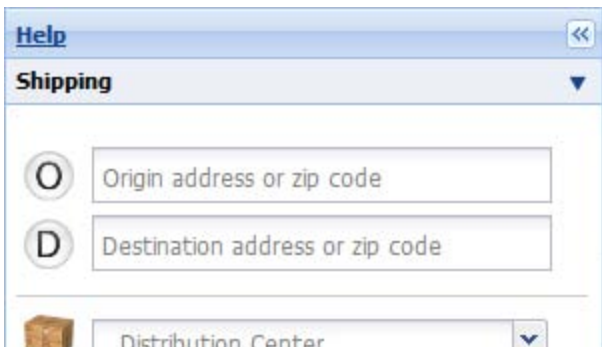 Help
Shipping
O Origin address or zip code
D Destination address or zip code
Distribution Center